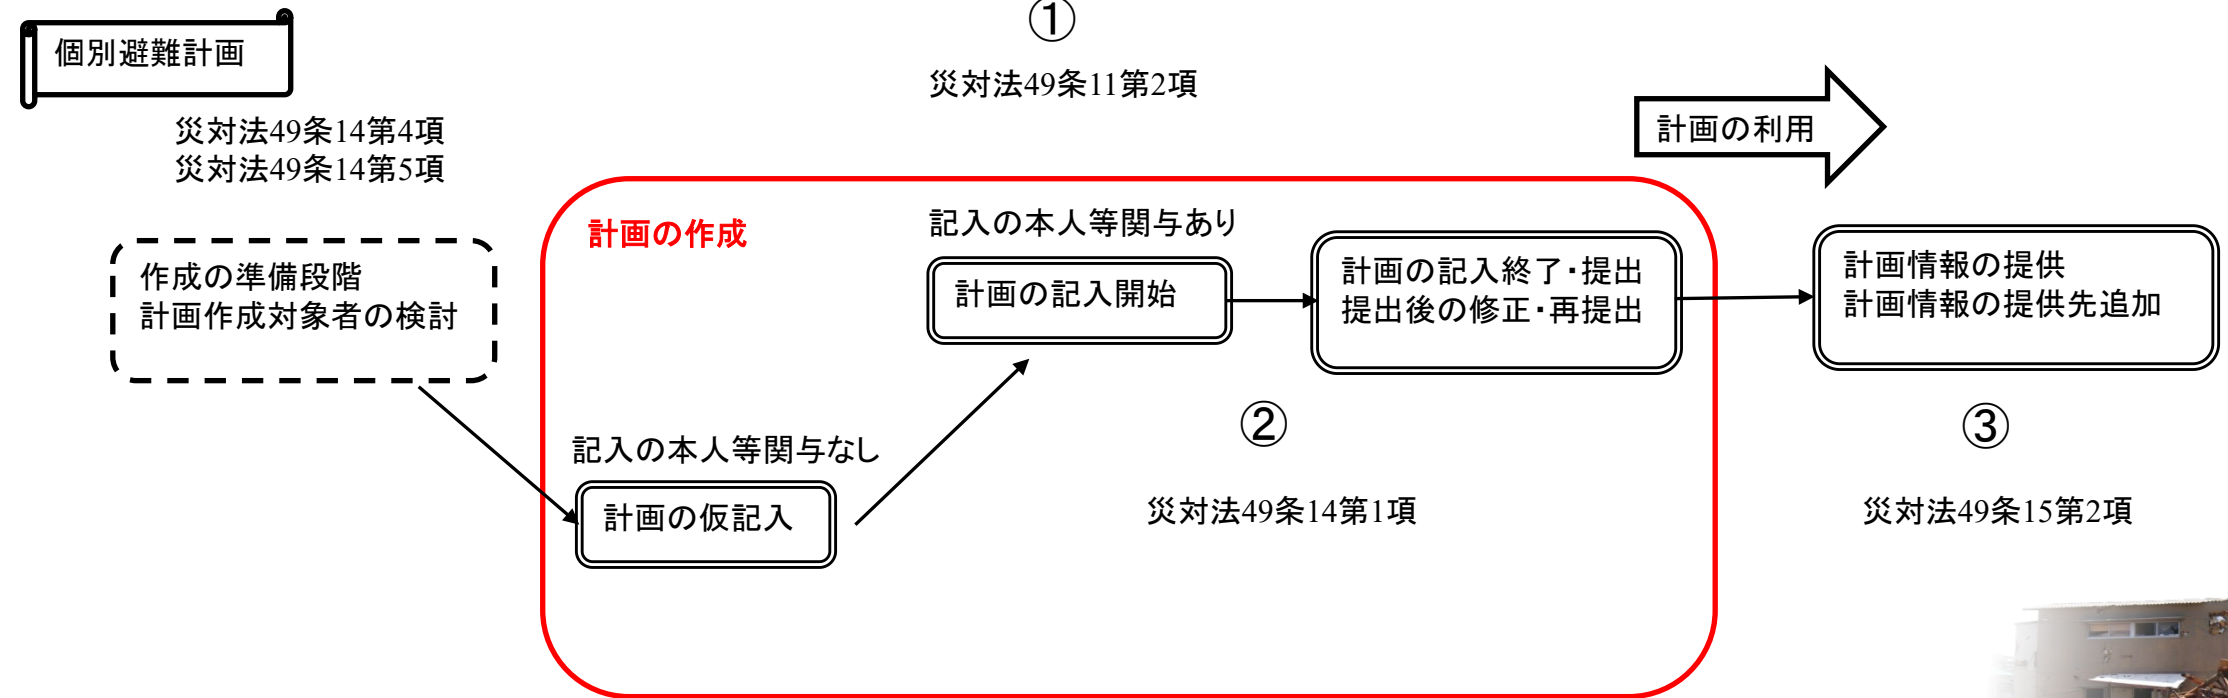 個別避難計画
災対法49条14第4項
災対法49条14第5項
①
災対法49条11第2項
計画の利用
計画の作成
作成の準備段階
計画作成対象者の検討
記入の本人等関与なし
計画の仮記入
記入の本人等関与あり
計画の記入開始
計画の記入終了・提出
提出後の修正・再提出
②
災対法49条14第1項
計画情報の提供
計画情報の提供先追加
③
災対法49条15第2項